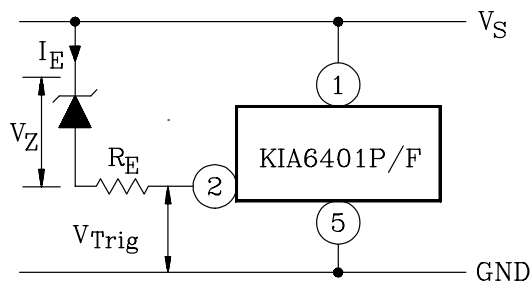 V_S
I_E
1
V_Z
KIA6401P/F
R_E
2
V_Trig
5
GND